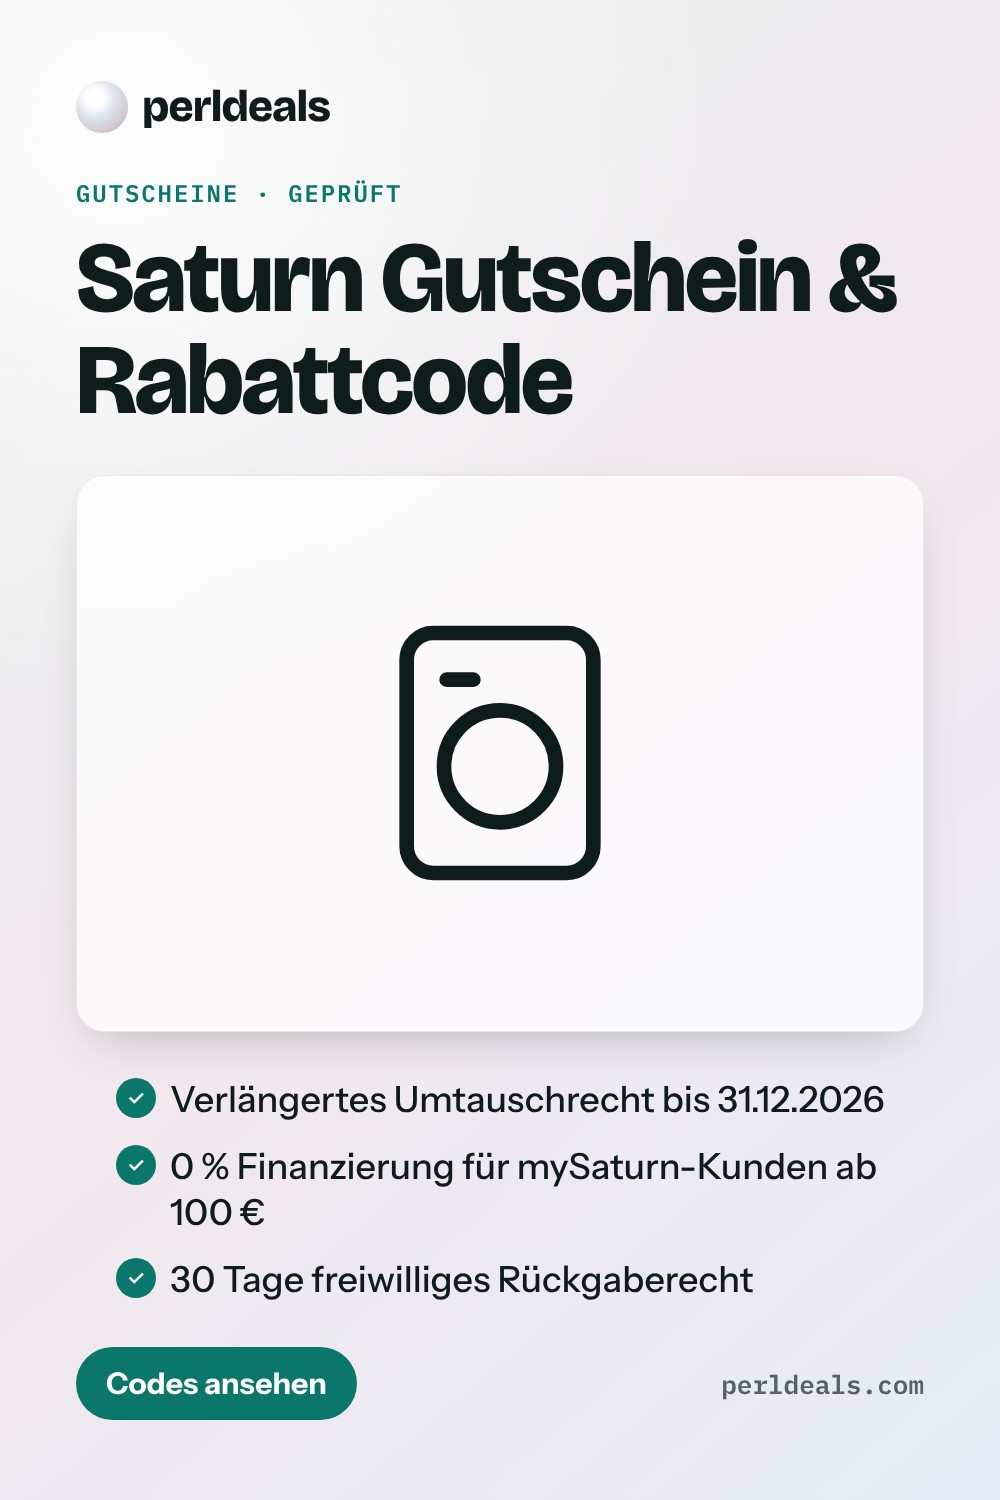 perldeals
GUTSCHEINE · GEPRÜFT
Saturn Gutschein &
Rabattcode
Verlängertes Umtauschrecht bis 31.12.2026
0 % Finanzierung für mySaturn-Kunden ab
100 €
30 Tage freiwilliges Rückgaberecht
Codes ansehen
perldeals.com